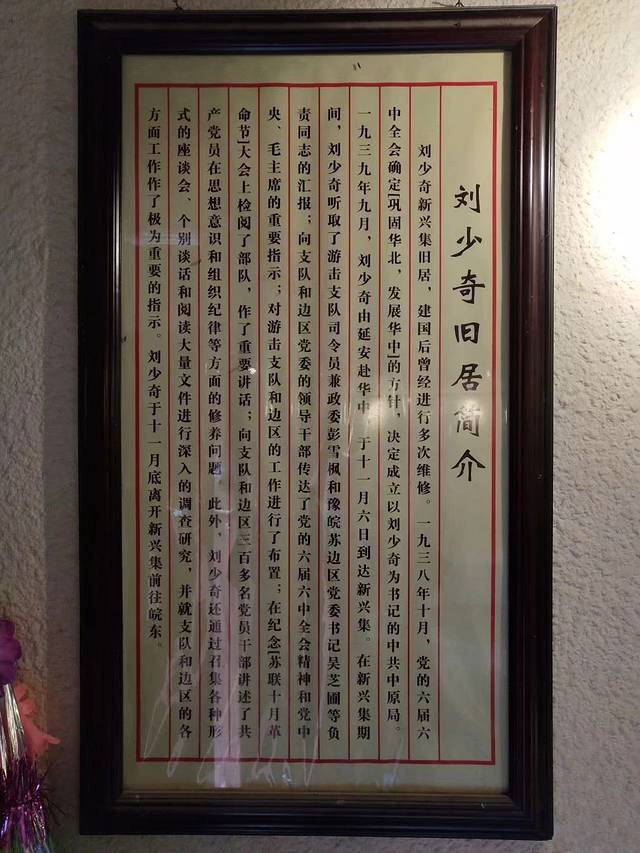 刘少奇旧居简介
刘少奇新兴集旧居，建国后曾经进行多次维修。一九三八年十月，党的六届六
中全会确定[巩固华北，发展华中]的方针，决定成立以刘少奇为书记的中共中原局。
一九三九年九月，刘少奇由延安赴华中，于十一月六日到达新兴集。在新兴集期
间，刘少奇听取了游击支队司令员兼政委彭雪枫和豫皖苏边区党委书记吴芝圃等负
责同志的汇报；向支队和边区党委的领导干部传达了党的六届六中全会精神和党中
央、毛主席的重要指示；对游击支队和边区的工作进行了布置；在纪念[苏联十月革
命节]大会上检阅了部队，作了重要讲话；向支队和边区三百多名党员干部讲述了共
产党员在思想意识和组织纪律等方面的修养问题。此外，刘少奇还通过召集各种形
式的座谈会、个别谈话和阅读大量文件进行深入的调查研究，并就支队和边区的各
方面工作作了极为重要的指示。刘少奇于十一月底离开新兴集前往皖东。